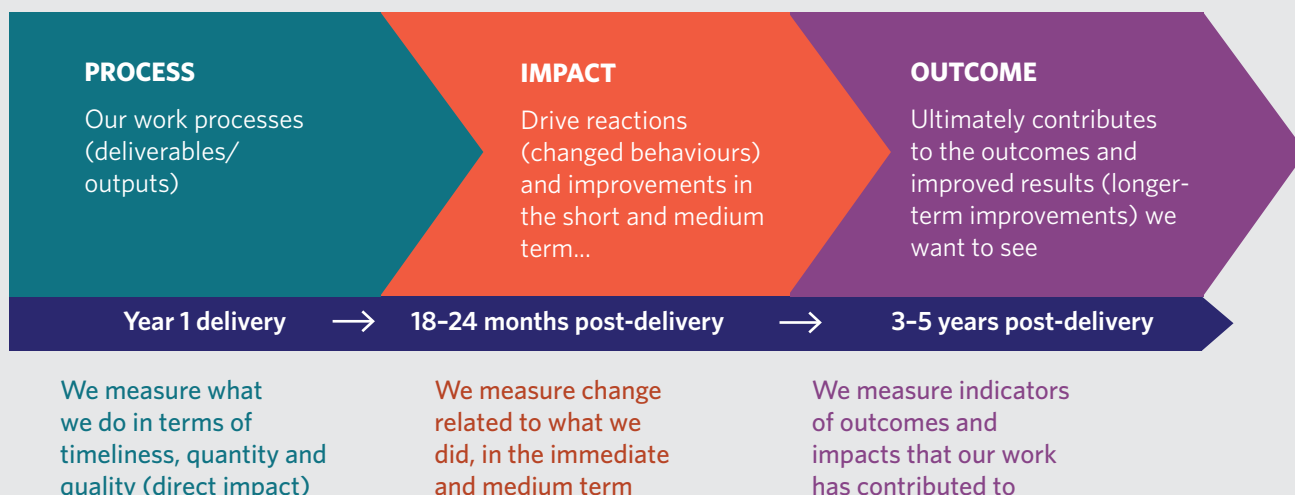 PROCESS
Our work processes
(deliverables/
outputs)
IMPACT
Drive reactions
(changed behaviours)
and improvements in
the short and medium
term...
OUTCOME
Ultimately contributes
to the outcomes and
improved results (longer-
term improvements) we
want to see
Year 1 delivery → 18–24 months post-delivery → 3–5 years post-delivery
We measure what
we do in terms of
timeliness, quantity and
quality (direct impact)
We measure change
related to what we
did, in the immediate
and medium term
We measure indicators
of outcomes and
impacts that our work
has contributed to